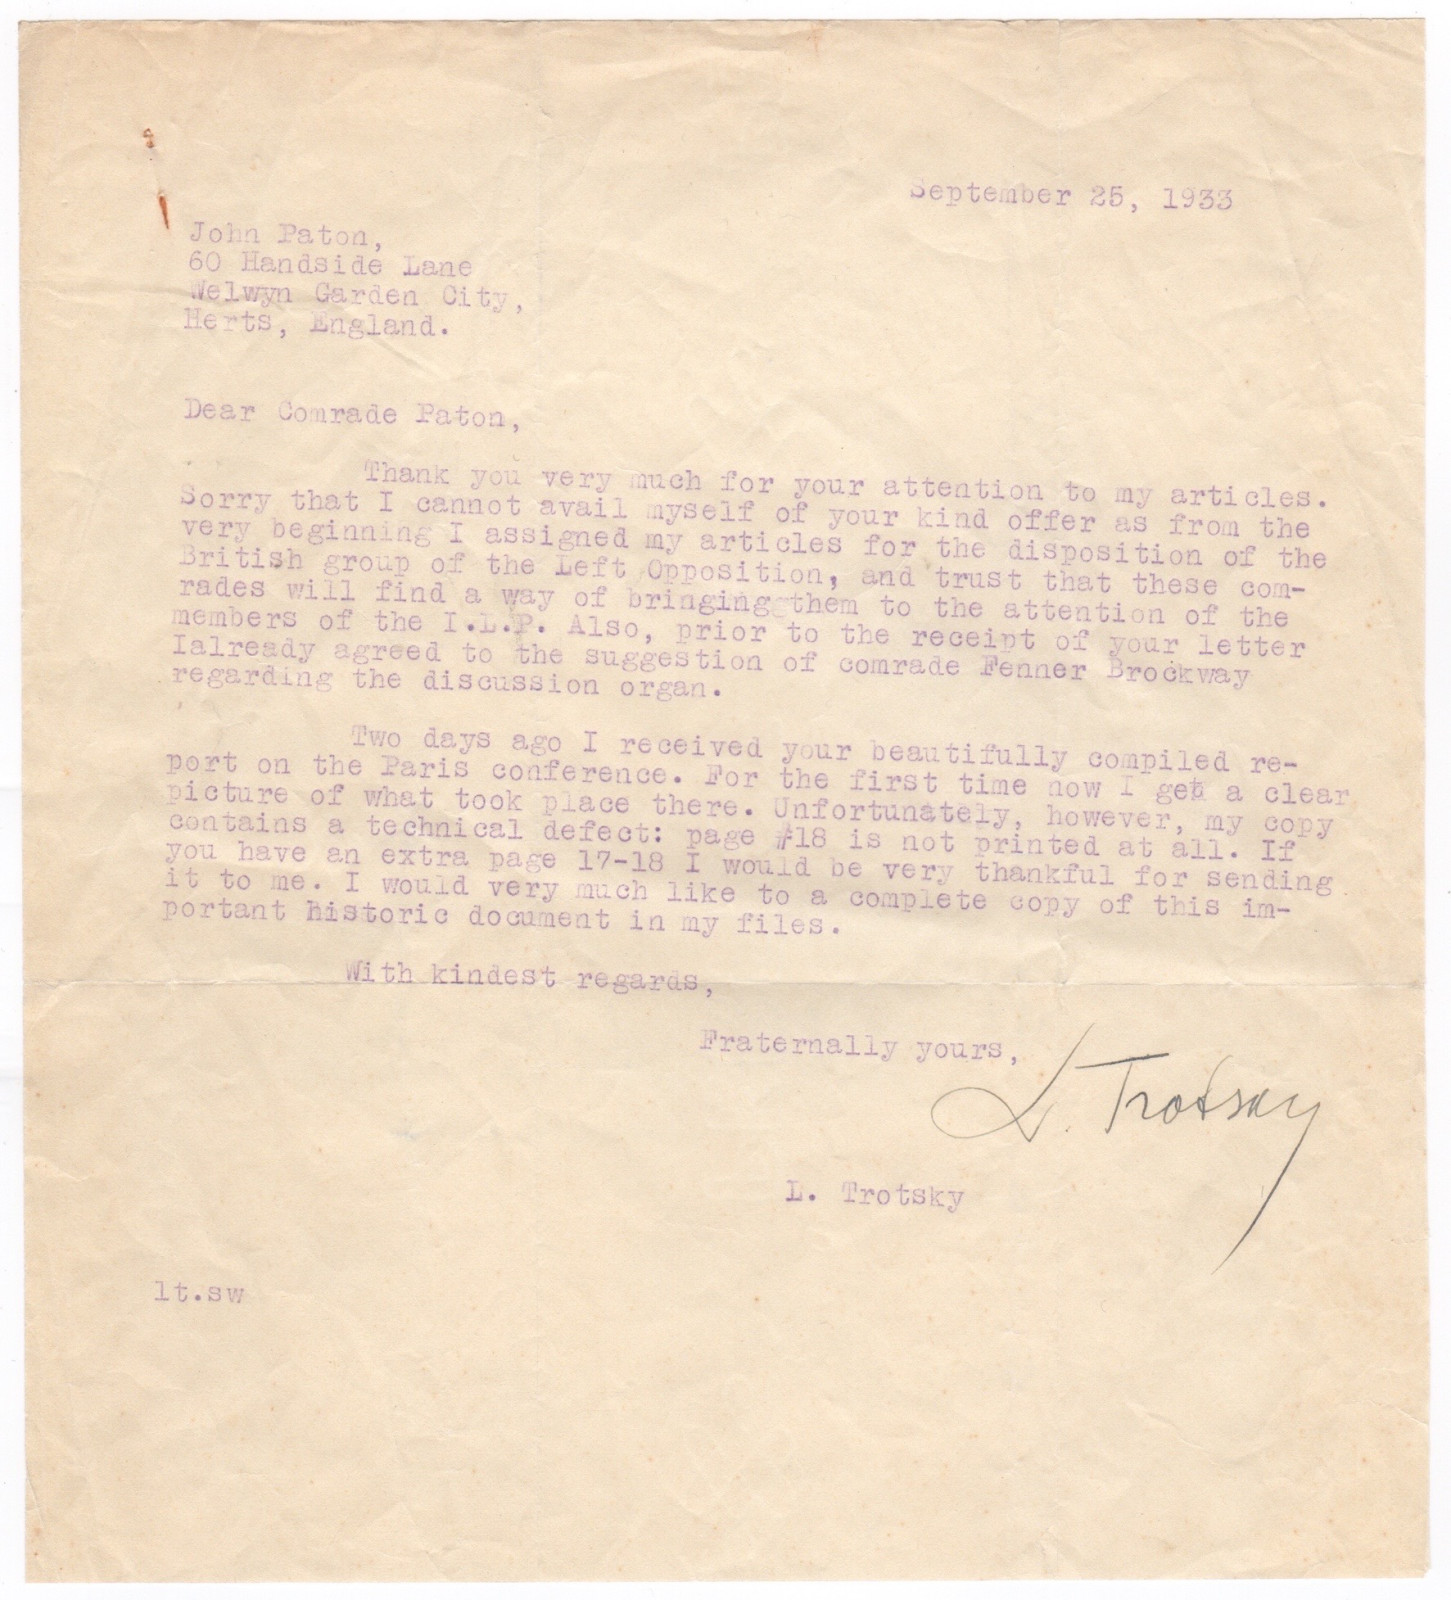 September 25, 1933
John Paton,
60 Handside Lane
Welwyn Garden City,
Herts, England.
Dear Comrade Paton,
Thank you very much for your attention to my articles.
Sorry that I cannot avail myself of your kind offer as from the
very beginning I assigned my articles for the disposition of the
British group of the Left Opposition, and trust that these com-
rades will find a way of bringing them to the attention of the
members of the I.L.P. Also, prior to the receipt of your letter
Ialready agreed to the suggestion of comrade Fenner Brockway
regarding the discussion organ.
Two days ago I received your beautifully compiled re-
port on the Paris conference. For the first time now I get a clear
picture of what took place there. Unfortunately, however, my copy
contains a technical defect: page #18 is not printed at all. If
you have an extra page 17-18 I would be very thankful for sending
it to me. I would very much like to a complete copy of this im-
portant historic document in my files.
With kindest regards,
Fraternally yours,
L. Trotsky
L. Trotsky
lt.sw